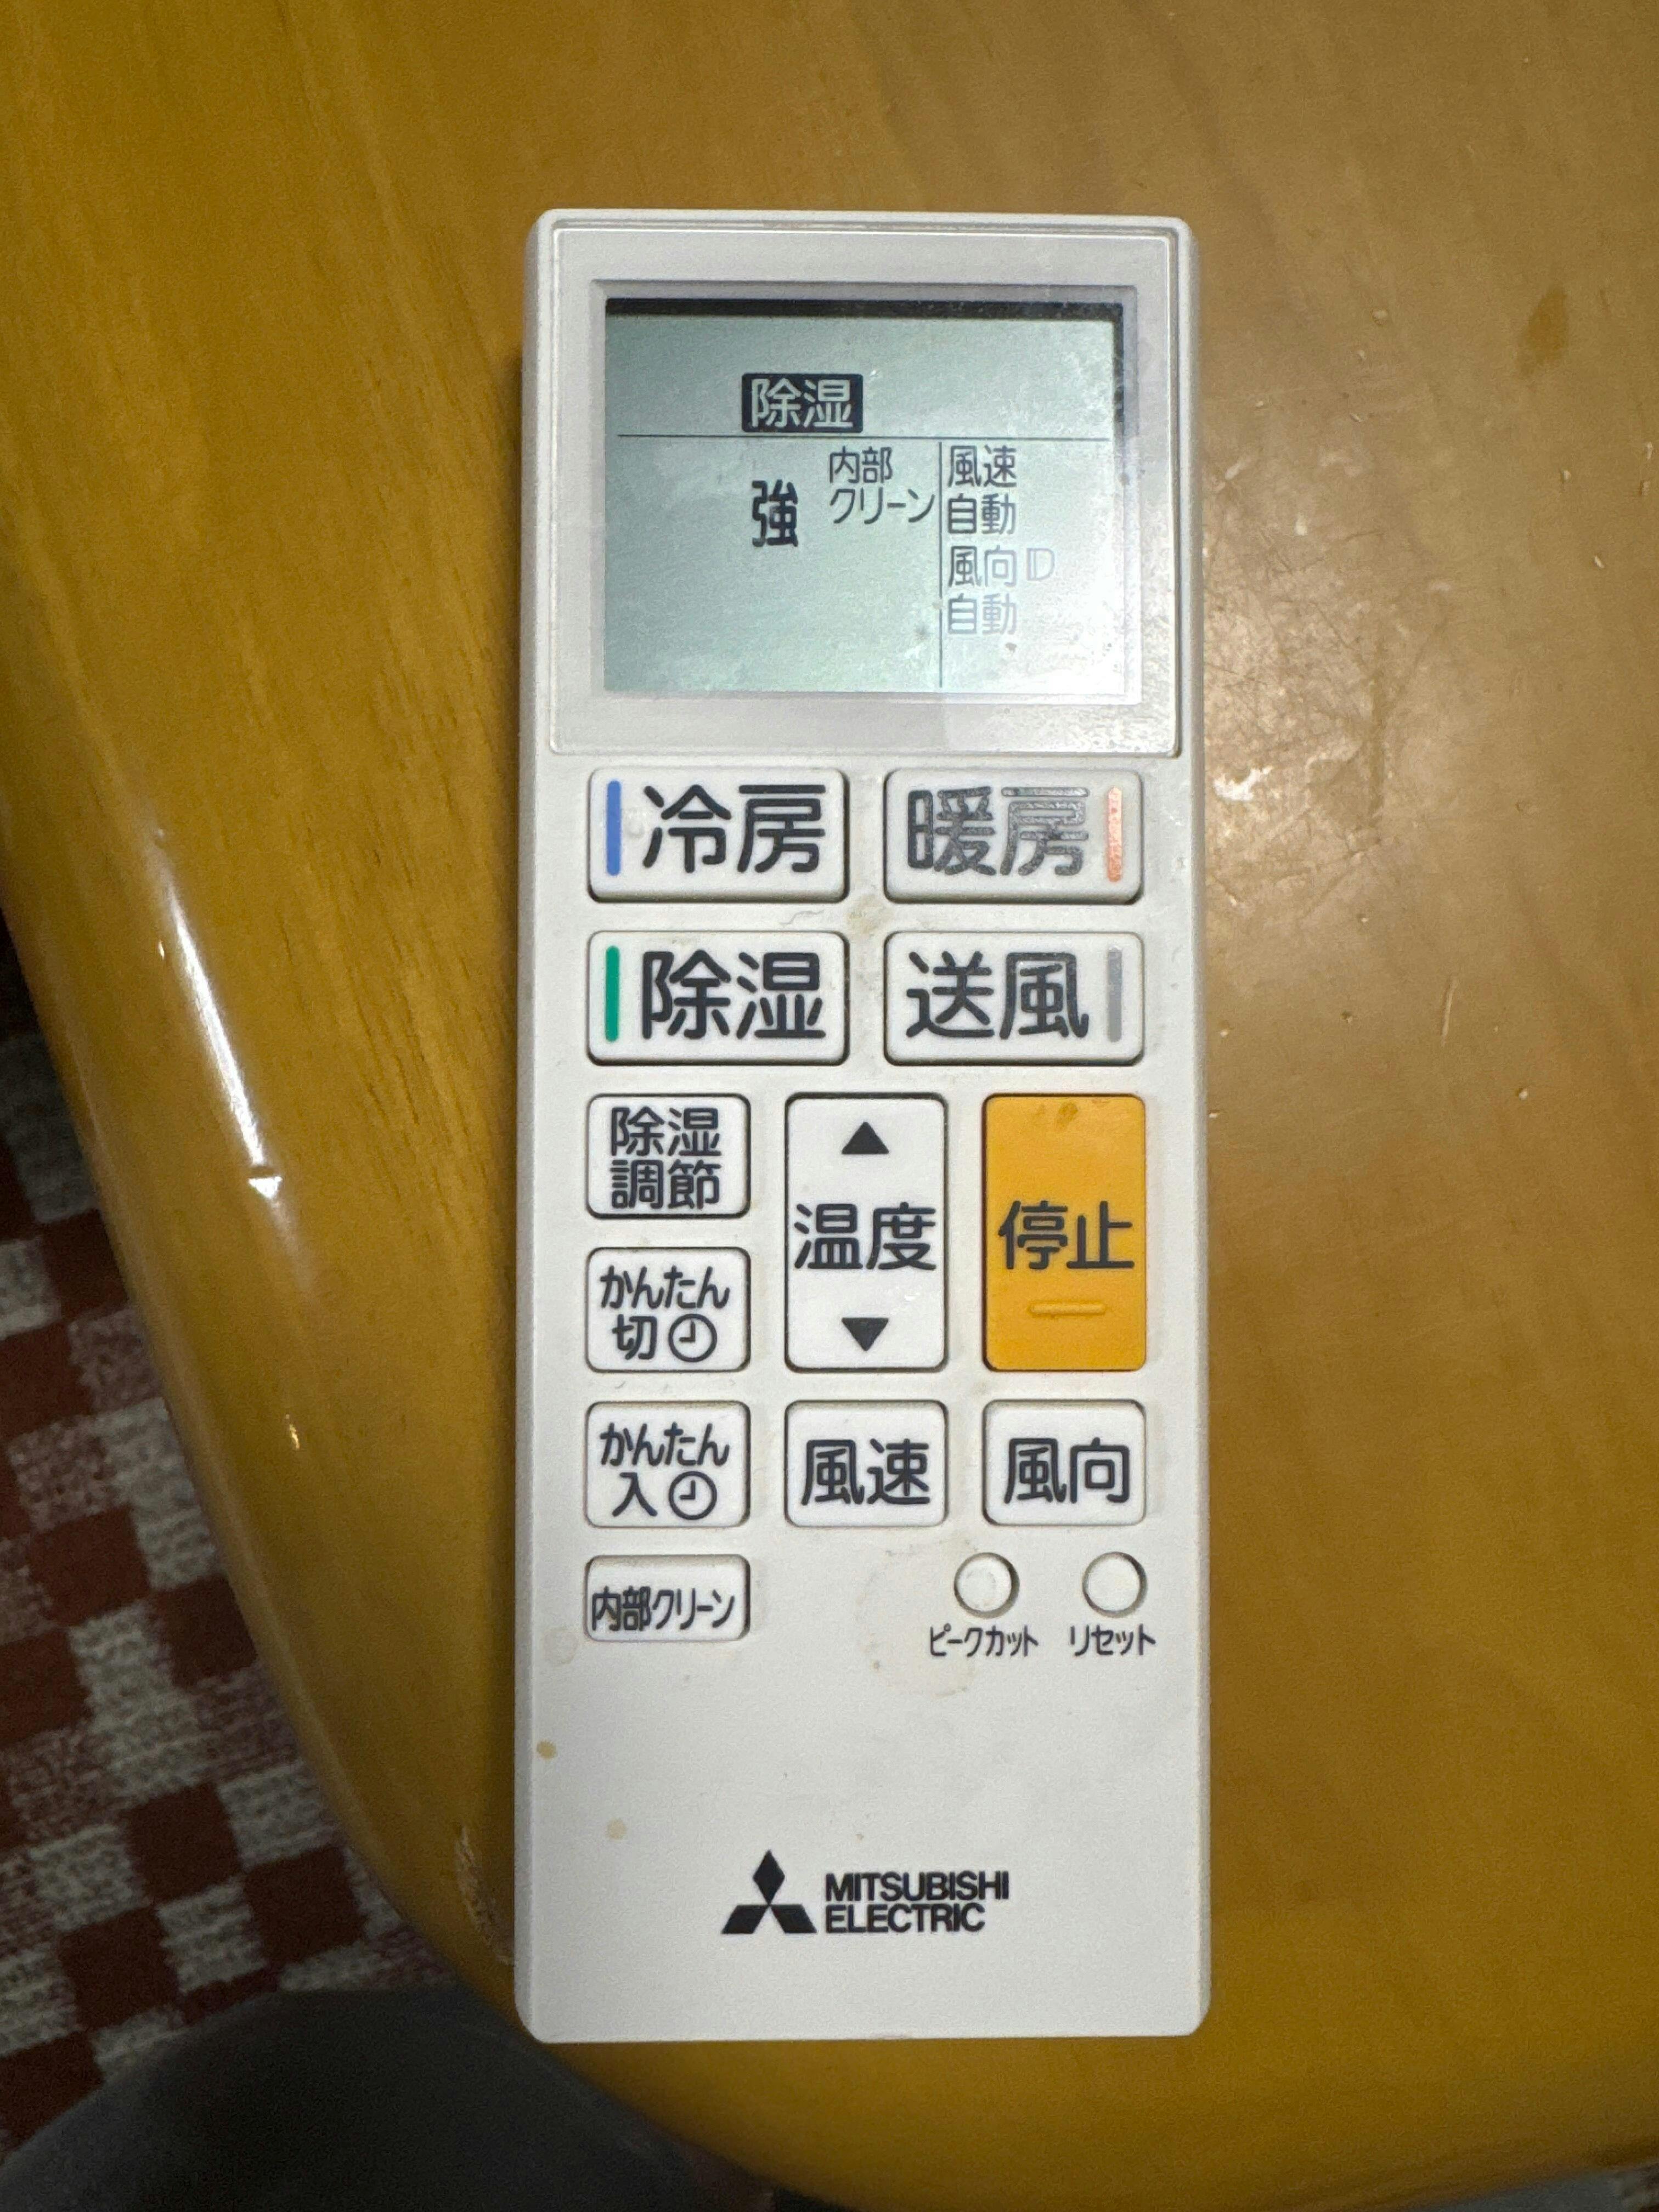 除湿
強
内部
クリーン
風速
自動
風向
自動
冷房
暖房
除湿
送風
除湿
調節
▲
温度
▼
停止
かんたん
切
かんたん
入
風速
風向
内部クリーン
ピークカット
リセット
MITSUBISHI
ELECTRIC